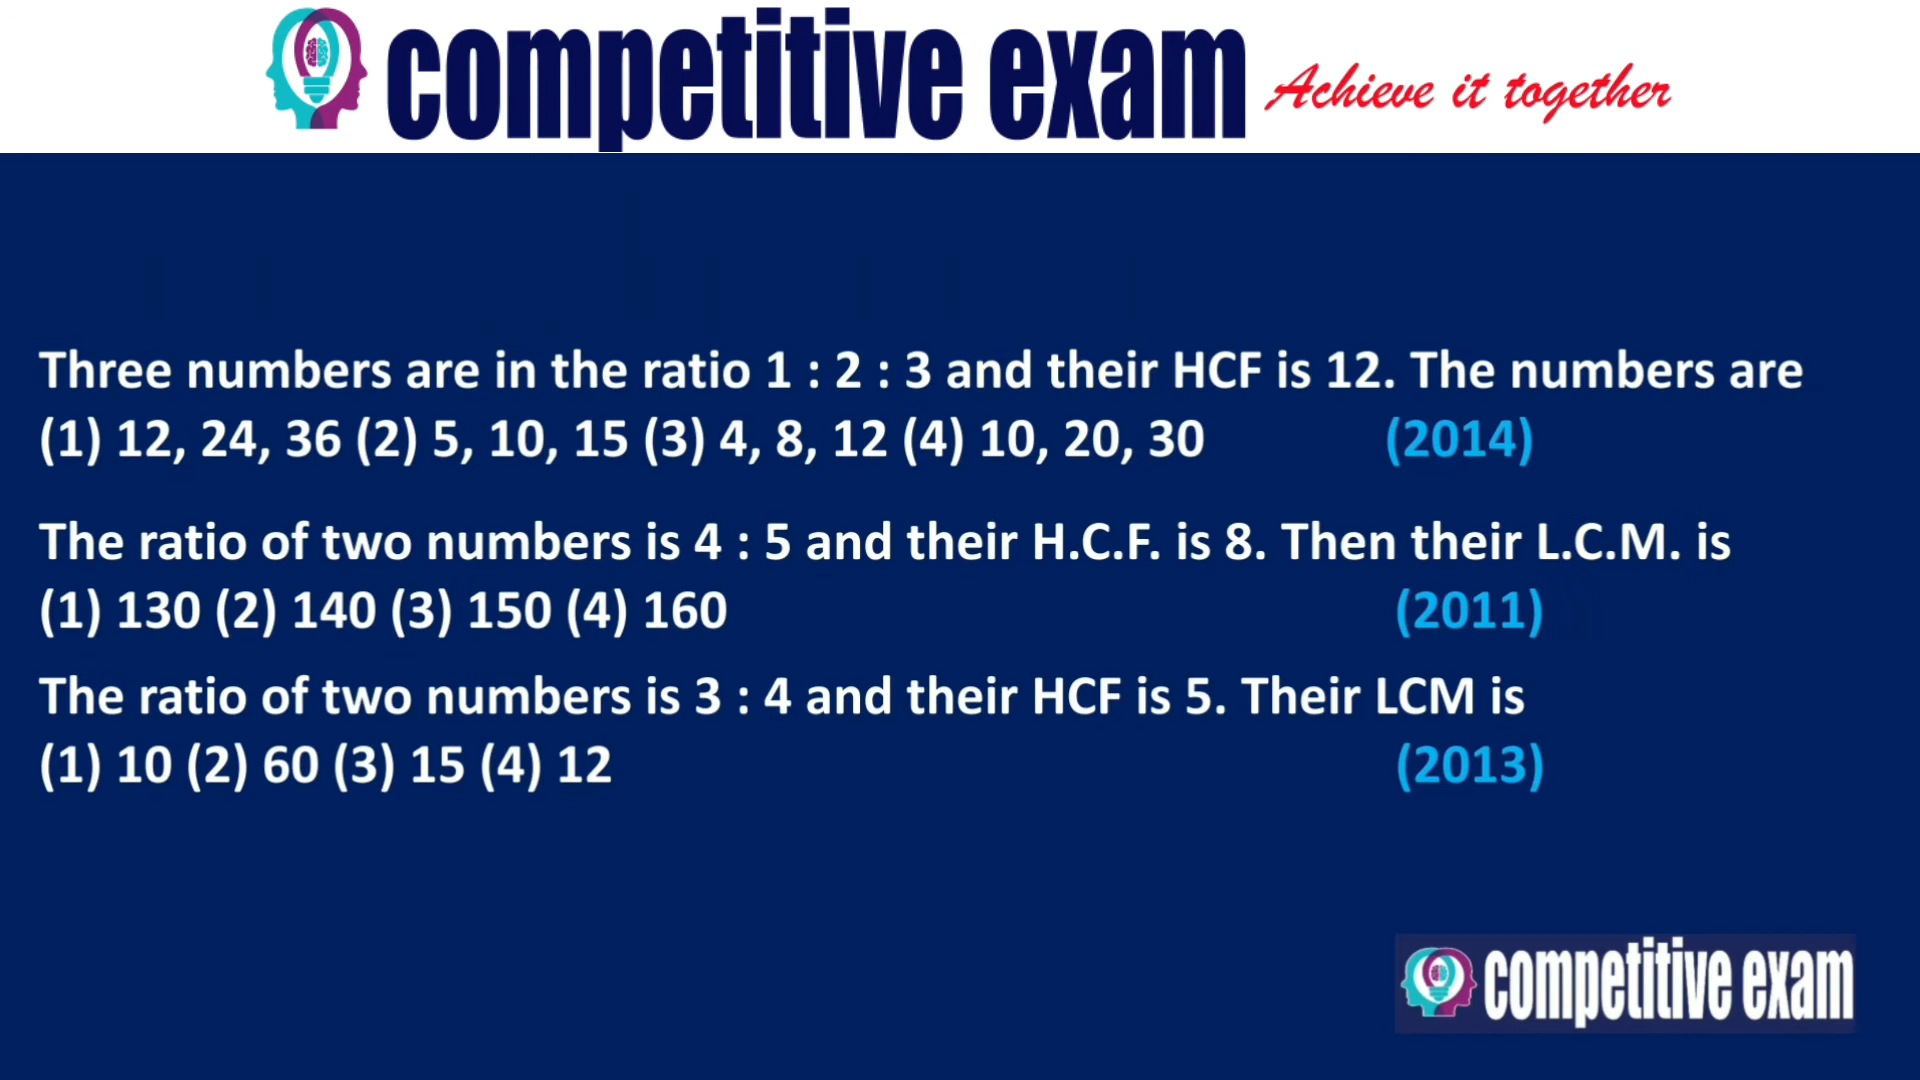 competitive exam Achieve it together
Three numbers are in the ratio 1 : 2 : 3 and their HCF is 12. The numbers are
(1) 12, 24, 36 (2) 5, 10, 15 (3) 4, 8, 12 (4) 10, 20, 30 (2014)
The ratio of two numbers is 4 : 5 and their H.C.F. is 8. Then their L.C.M. is
(1) 130 (2) 140 (3) 150 (4) 160 (2011)
The ratio of two numbers is 3 : 4 and their HCF is 5. Their LCM is
(1) 10 (2) 60 (3) 15 (4) 12 (2013)
competitive exam